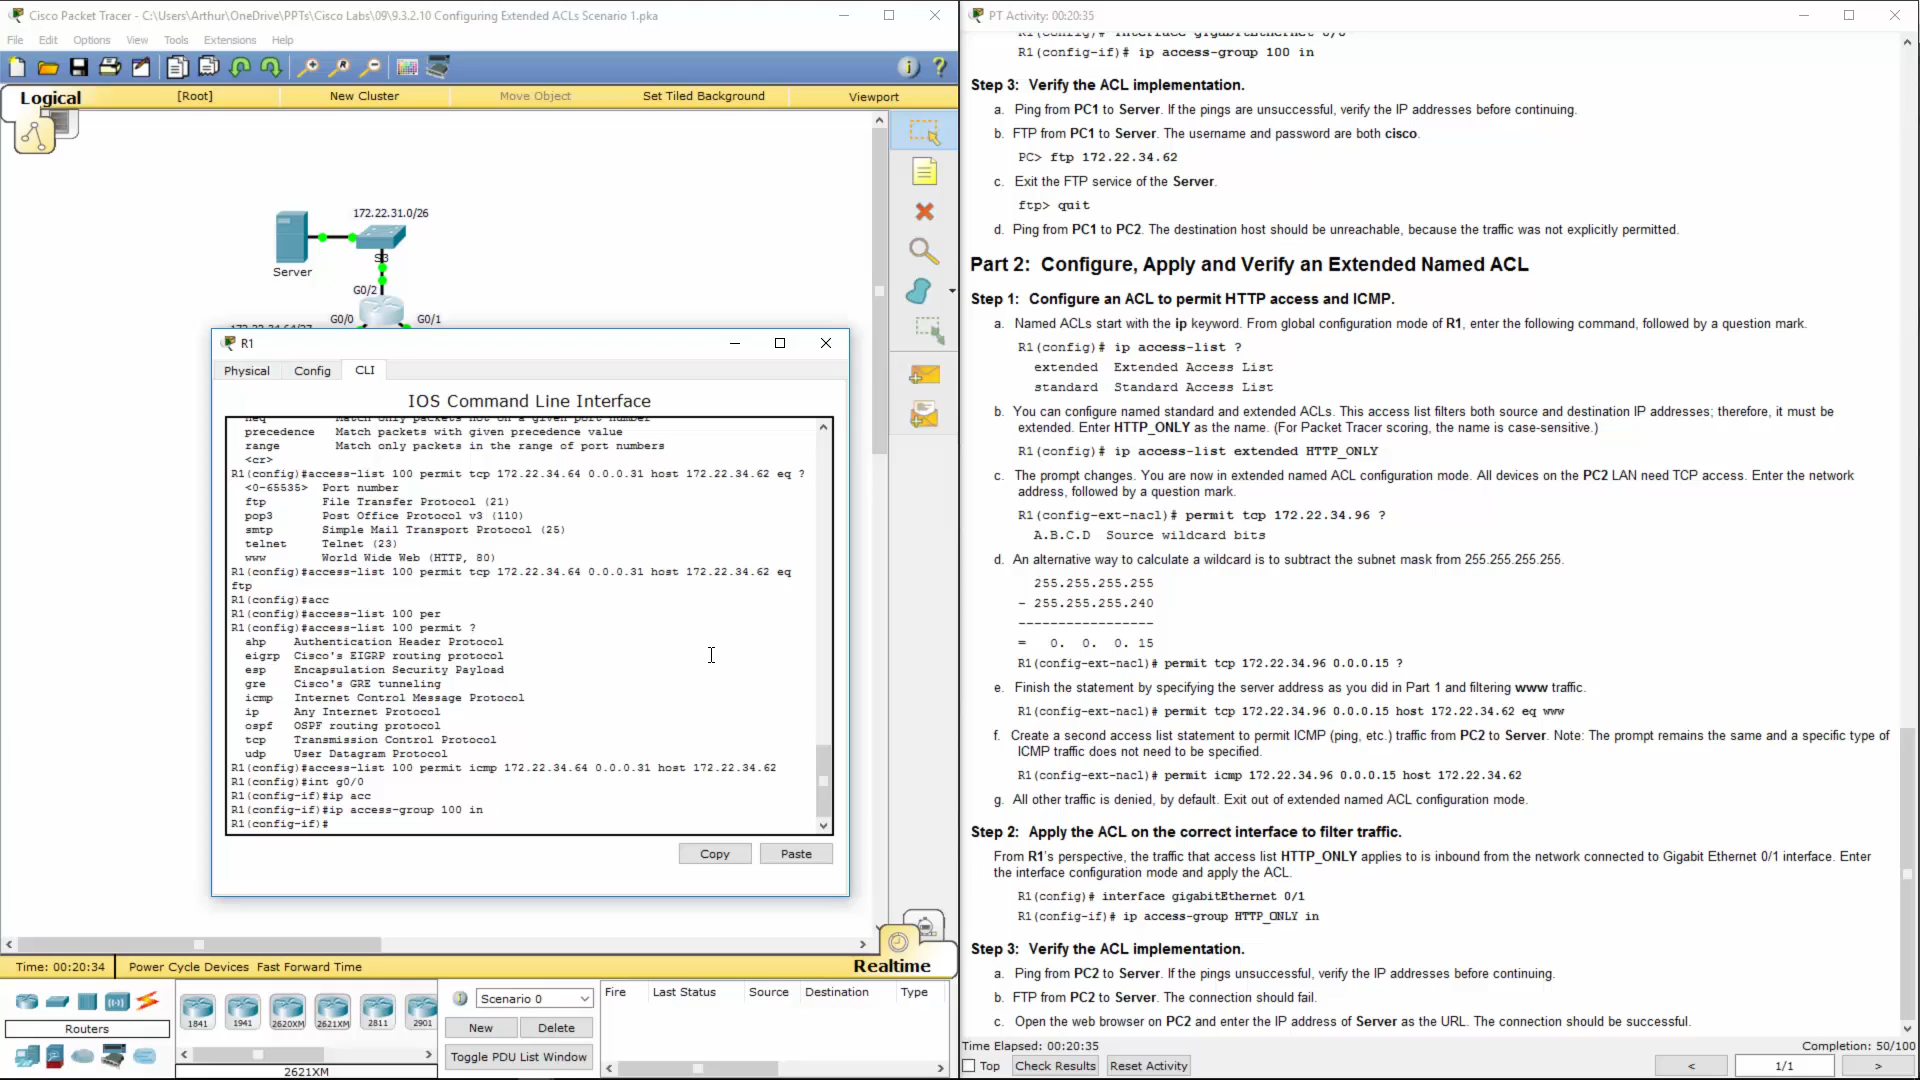 Cisco Packet Tracer - C:\Users\Arthur\OneDrive\PPTs\Cisco Labs\09\9.3.2.10 Configuring Extended ACLs Scenario 1.pka
File Edit Options View Tools Extensions Help
Logical [Root] New Cluster Move Object Set Tiled Background Viewport
172.22.31.0/26
Server
S3
G0/2
G0/0 G0/1
R1
Physical Config CLI
IOS Command Line Interface
neq Match only packets not on a given port number
precedence Match packets with given precedence value
range Match only packets in the range of port numbers
<cr>
R1(config)#access-list 100 permit tcp 172.22.34.64 0.0.0.31 host 172.22.34.62 eq ?
<0-65535> Port number
ftp File Transfer Protocol (21)
pop3 Post Office Protocol v3 (110)
smtp Simple Mail Transport Protocol (25)
telnet Telnet (23)
www World Wide Web (HTTP, 80)
R1(config)#access-list 100 permit tcp 172.22.34.64 0.0.0.31 host 172.22.34.62 eq
ftp
R1(config)#acc
R1(config)#access-list 100 per
R1(config)#access-list 100 permit ?
ahp Authentication Header Protocol
eigrp Cisco's EIGRP routing protocol
esp Encapsulation Security Payload
gre Cisco's GRE tunneling
icmp Internet Control Message Protocol
ip Any Internet Protocol
ospf OSPF routing protocol
tcp Transmission Control Protocol
udp User Datagram Protocol
R1(config)#access-list 100 permit icmp 172.22.34.64 0.0.0.31 host 172.22.34.62
R1(config)#int g0/0
R1(config-if)#ip acc
R1(config-if)#ip access-group 100 in
R1(config-if)#
Copy Paste
Realtime
Time: 00:20:34 Power Cycle Devices Fast Forward Time
Routers
1841 1941 2620XM 2621XM 2811 2901
2621XM
Scenario 0
New Delete
Toggle PDU List Window
Fire Last Status Source Destination Type
PT Activity: 00:20:35
R1(config)# interface gigabitEthernet 0/0
R1(config-if)# ip access-group 100 in
Step 3: Verify the ACL implementation.
a. Ping from PC1 to Server. If the pings are unsuccessful, verify the IP addresses before continuing.
b. FTP from PC1 to Server. The username and password are both cisco.
PC> ftp 172.22.34.62
c. Exit the FTP service of the Server.
ftp> quit
d. Ping from PC1 to PC2. The destination host should be unreachable, because the traffic was not explicitly permitted.
Part 2: Configure, Apply and Verify an Extended Named ACL
Step 1: Configure an ACL to permit HTTP access and ICMP.
a. Named ACLs start with the ip keyword. From global configuration mode of R1, enter the following command, followed by a question mark.
R1(config)# ip access-list ?
extended Extended Access List
standard Standard Access List
b. You can configure named standard and extended ACLs. This access list filters both source and destination IP addresses; therefore, it must be
extended. Enter HTTP_ONLY as the name. (For Packet Tracer scoring, the name is case-sensitive.)
R1(config)# ip access-list extended HTTP_ONLY
c. The prompt changes. You are now in extended named ACL configuration mode. All devices on the PC2 LAN need TCP access. Enter the network
address, followed by a question mark.
R1(config-ext-nacl)# permit tcp 172.22.34.96 ?
A.B.C.D Source wildcard bits
d. An alternative way to calculate a wildcard is to subtract the subnet mask from 255.255.255.255.
255.255.255.255
- 255.255.255.240
-----------------
= 0. 0. 0. 15
R1(config-ext-nacl)# permit tcp 172.22.34.96 0.0.0.15 ?
e. Finish the statement by specifying the server address as you did in Part 1 and filtering www traffic.
R1(config-ext-nacl)# permit tcp 172.22.34.96 0.0.0.15 host 172.22.34.62 eq www
f. Create a second access list statement to permit ICMP (ping, etc.) traffic from PC2 to Server. Note: The prompt remains the same and a specific type of
ICMP traffic does not need to be specified.
R1(config-ext-nacl)# permit icmp 172.22.34.96 0.0.0.15 host 172.22.34.62
g. All other traffic is denied, by default. Exit out of extended named ACL configuration mode.
Step 2: Apply the ACL on the correct interface to filter traffic.
From R1's perspective, the traffic that access list HTTP_ONLY applies to is inbound from the network connected to Gigabit Ethernet 0/1 interface. Enter
the interface configuration mode and apply the ACL.
R1(config)# interface gigabitEthernet 0/1
R1(config-if)# ip access-group HTTP_ONLY in
Step 3: Verify the ACL implementation.
a. Ping from PC2 to Server. If the pings unsuccessful, verify the IP addresses before continuing.
b. FTP from PC2 to Server. The connection should fail.
c. Open the web browser on PC2 and enter the IP address of Server as the URL. The connection should be successful.
Time Elapsed: 00:20:35 Completion: 50/100
Top Check Results Reset Activity < 1/1 >